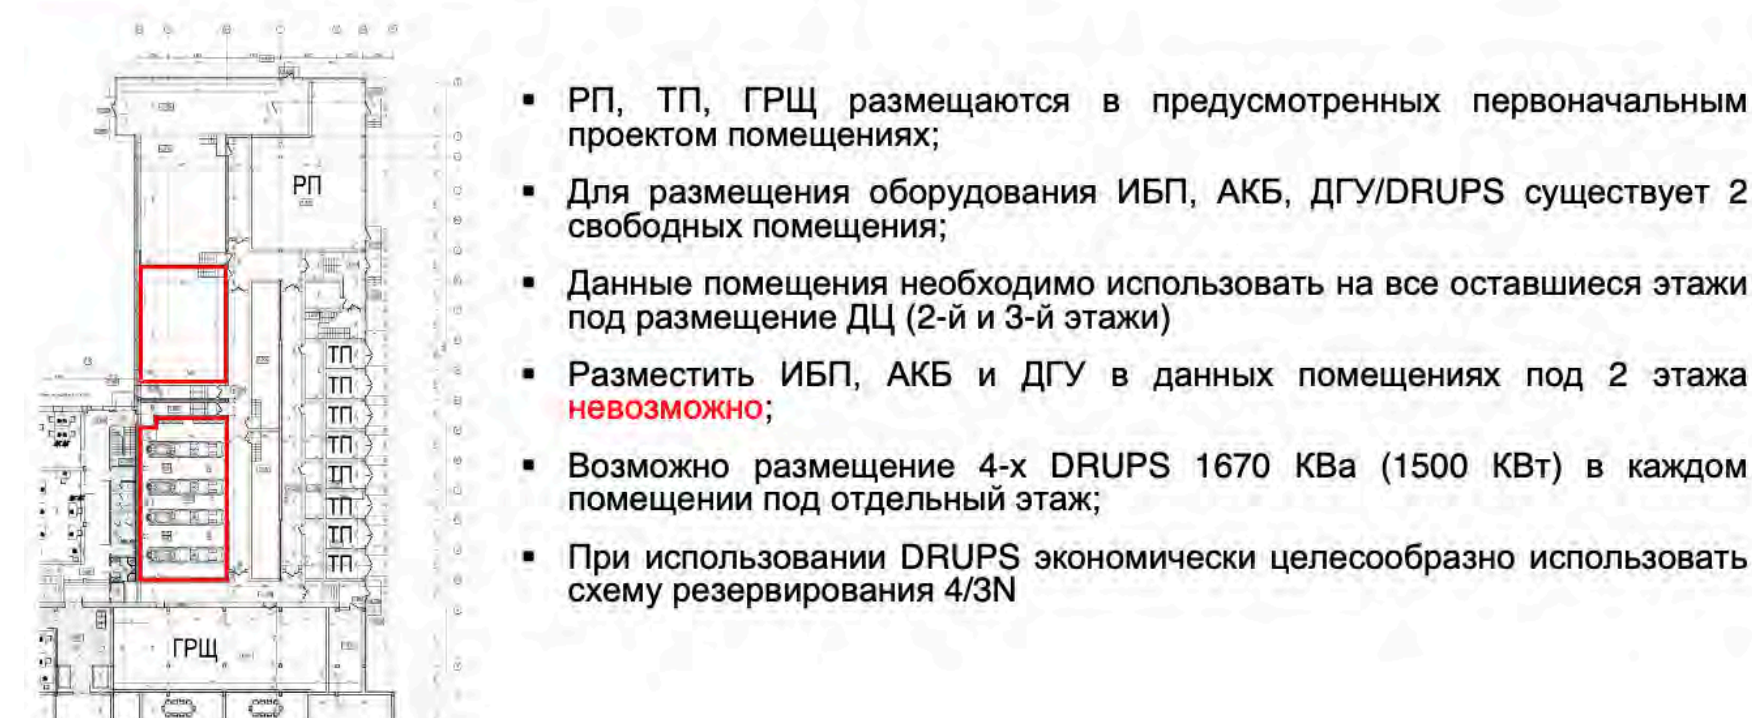 РП
ТП
ТП
ТП
ТП
ТП
ТП
ТП
ТП
ГРЩ
▪ РП, ТП, ГРЩ размещаются в предусмотренных первоначальным
проектом помещениях;
▪ Для размещения оборудования ИБП, АКБ, ДГУ/DRUPS существует 2
свободных помещения;
▪ Данные помещения необходимо использовать на все оставшиеся этажи
под размещение ДЦ (2-й и 3-й этажи)
▪ Разместить ИБП, АКБ и ДГУ в данных помещениях под 2 этажа
невозможно;
▪ Возможно размещение 4-х DRUPS 1670 КВа (1500 КВт) в каждом
помещении под отдельный этаж;
▪ При использовании DRUPS экономически целесообразно использовать
схему резервирования 4/3N